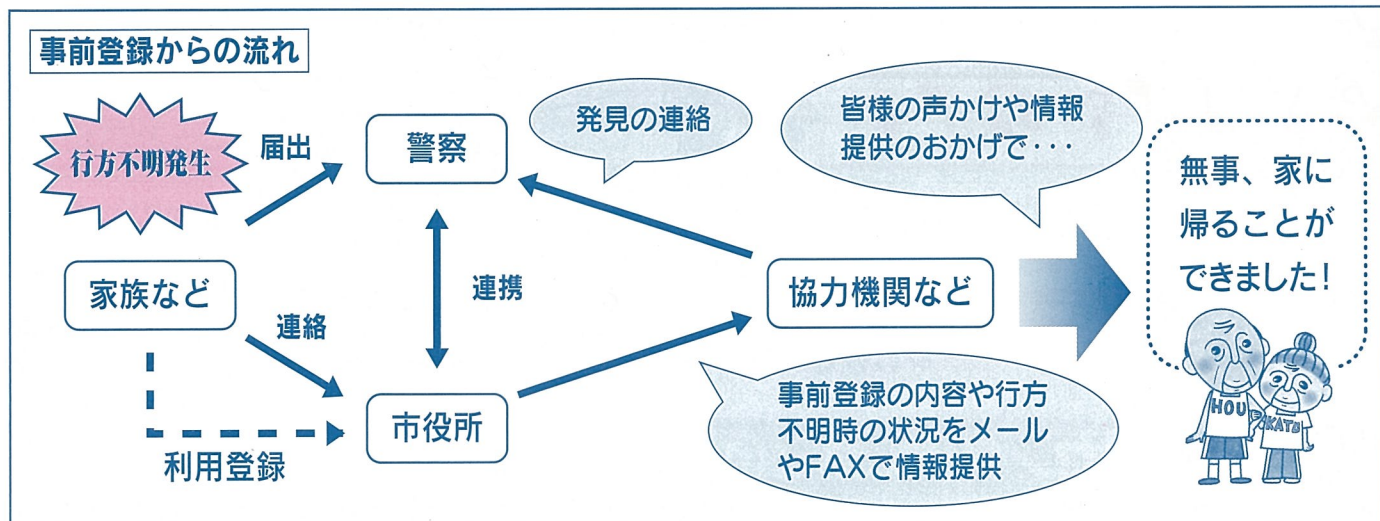 事前登録からの流れ
行方不明発生
届出
警察
発見の連絡
皆様の声かけや情報
提供のおかげで・・・
無事、家に
帰ることが
できました!
家族など
連携
協力機関など
連絡
市役所
利用登録
事前登録の内容や行方
不明時の状況をメール
やFAXで情報提供
HOU
KATU